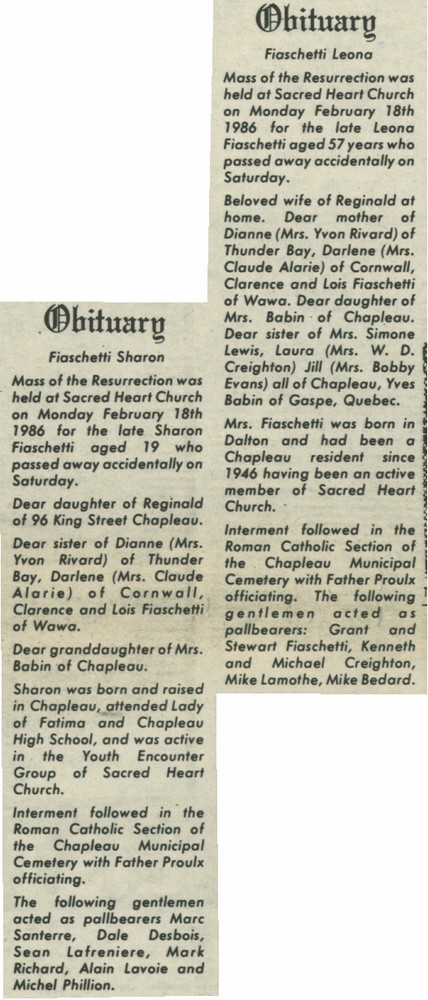 Obituary
Fiaschetti Sharon
Mass of the Resurrection was
held at Sacred Heart Church
on Monday February 18th
1986 for the late Sharon
Fiaschetti aged 19 who
passed away accidentally on
Saturday.
Dear daughter of Reginald
of 96 King Street Chapleau.
Dear sister of Dianne (Mrs.
Yvon Rivard) of Thunder
Bay, Darlene (Mrs. Claude
Alarie) of Cornwall,
Clarence and Lois Fiaschetti
of Wawa.
Dear granddaughter of Mrs.
Babin of Chapleau.
Sharon was born and raised
in Chapleau, attended Lady
of Fatima and Chapleau
High School, and was active
in the Youth Encounter
Group of Sacred Heart
Church.
Interment followed in the
Roman Catholic Section of
the Chapleau Municipal
Cemetery with Father Proulx
officiating.
The following gentlemen
acted as pallbearers Marc
Santerre, Dale Desbois,
Sean Lafreniere, Mark
Richard, Alain Lavoie and
Michel Phillion.
Obituary
Fiaschetti Leona
Mass of the Resurrection was
held at Sacred Heart Church
on Monday February 18th
1986 for the late Leona
Fiaschetti aged 57 years who
passed away accidentally on
Saturday.
Beloved wife of Reginald at
home. Dear mother of
Dianne (Mrs. Yvon Rivard) of
Thunder Bay, Darlene (Mrs.
Claude Alarie) of Cornwall,
Clarence and Lois Fiaschetti
of Wawa. Dear daughter of
Mrs. Babin of Chapleau.
Dear sister of Mrs. Simone
Lewis, Laura (Mrs. W. D.
Creighton) Jill (Mrs. Bobby
Evans) all of Chapleau, Yves
Babin of Gaspe, Quebec.
Mrs. Fiaschetti was born in
Dalton and had been a
Chapleau resident since
1946 having been an active
member of Sacred Heart
Church.
Interment followed in the
Roman Catholic Section of
the Chapleau Municipal
Cemetery with Father Proulx
officiating. The following
gentlemen acted as
pallbearers: Grant and
Stewart Fiaschetti, Kenneth
and Michael Creighton,
Mike Lamothe, Mike Bedard.